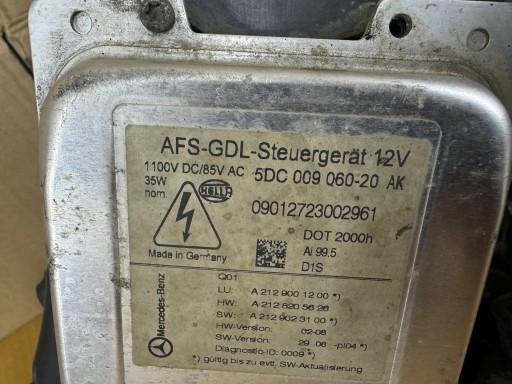 AFS-GDL-Steuergerät 12V
1100V DC/85V AC 5DC 009 060-20 AK
35W
nom.
HELLA
09012723002961
DOT 2000h
Al 99.5
D1S
Made in Germany
Q01
LU: A 212 900 12 00 *)
HW: A 212 820 56 26
SW: A 212 902 31 00 *)
HW-Version: 02-08
SW-Version: 29.08 -pl04 *)
Diagnostic-ID: 0009 *)
*) gültig bis zu evtl. SW-Aktualisierung
Mercedes-Benz